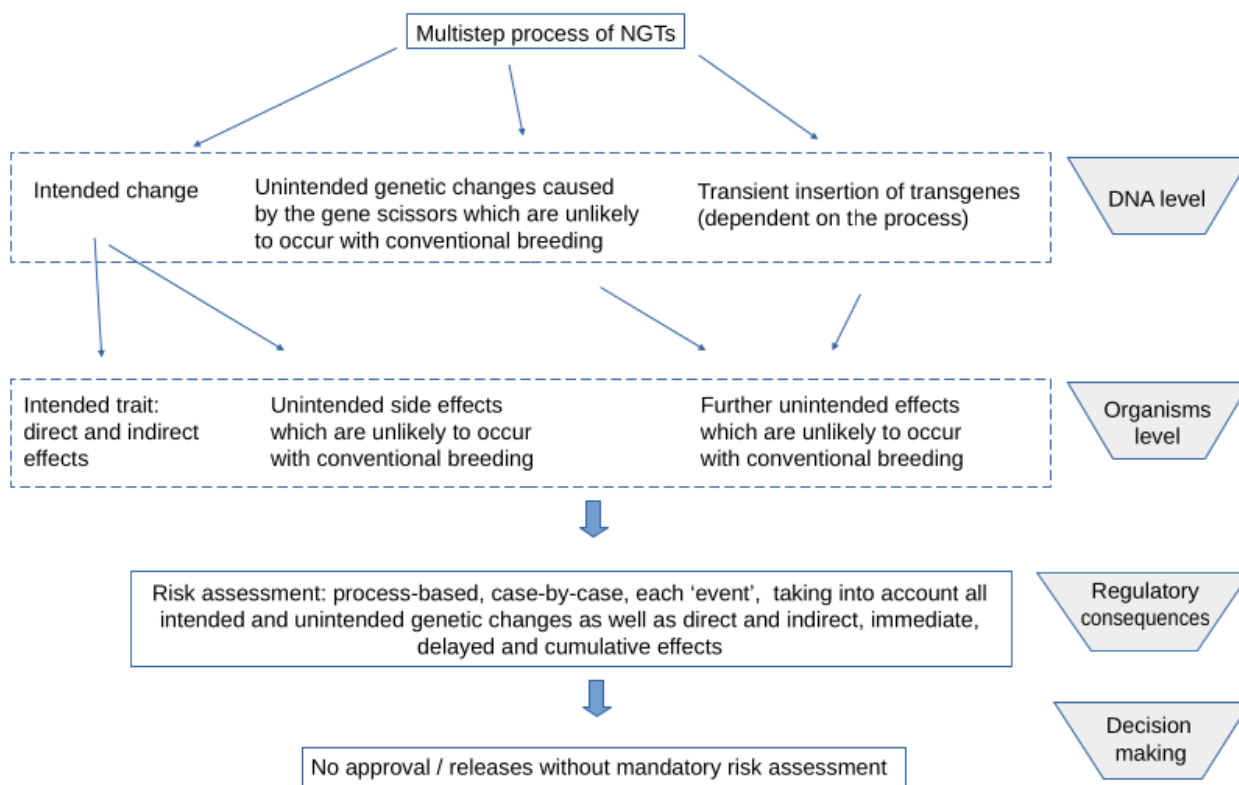 Multistep process of NGTs
Intended change
Unintended genetic changes caused
by the gene scissors which are unlikely
to occur with conventional breeding
Transient insertion of transgenes
(dependent on the process)
DNA level
Intended trait:
direct and indirect
effects
Unintended side effects
which are unlikely to occur
with conventional breeding
Further unintended effects
which are unlikely to occur
with conventional breeding
Organisms
level
Risk assessment: process-based, case-by-case, each ‘event’, taking into account all
intended and unintended genetic changes as well as direct and indirect, immediate,
delayed and cumulative effects
Regulatory
consequences
No approval / releases without mandatory risk assessment
Decision
making